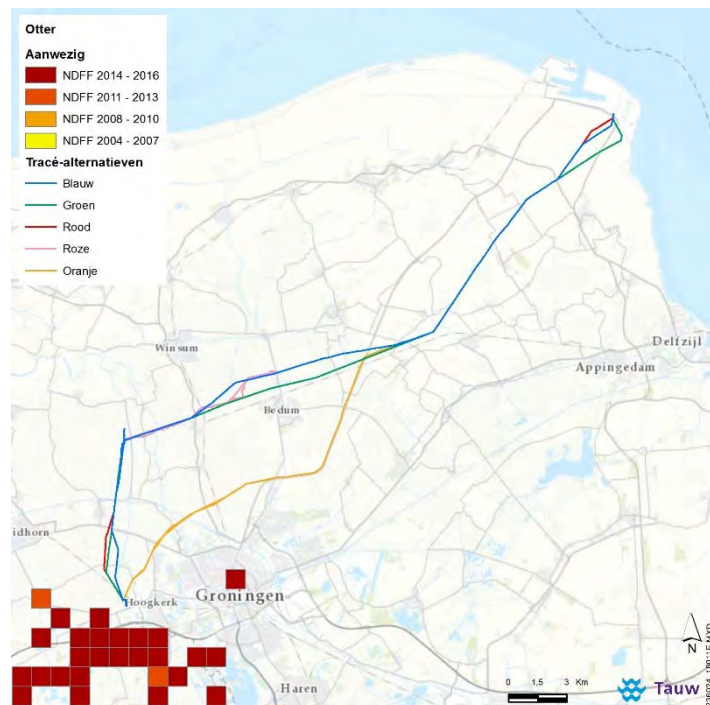 Otter
Aanwezig
NDFF 2014 - 2016
NDFF 2011 - 2013
NDFF 2008 - 2010
NDFF 2004 - 2007
Tracé-alternatieven
Blauw
Groen
Rood
Roze
Oranje
Winsum
Delfzijl
Appingedam
Bedum
idhorn
Hoogkerk
Groningen
Haren
N
0 1,5 3 Km
Tauw